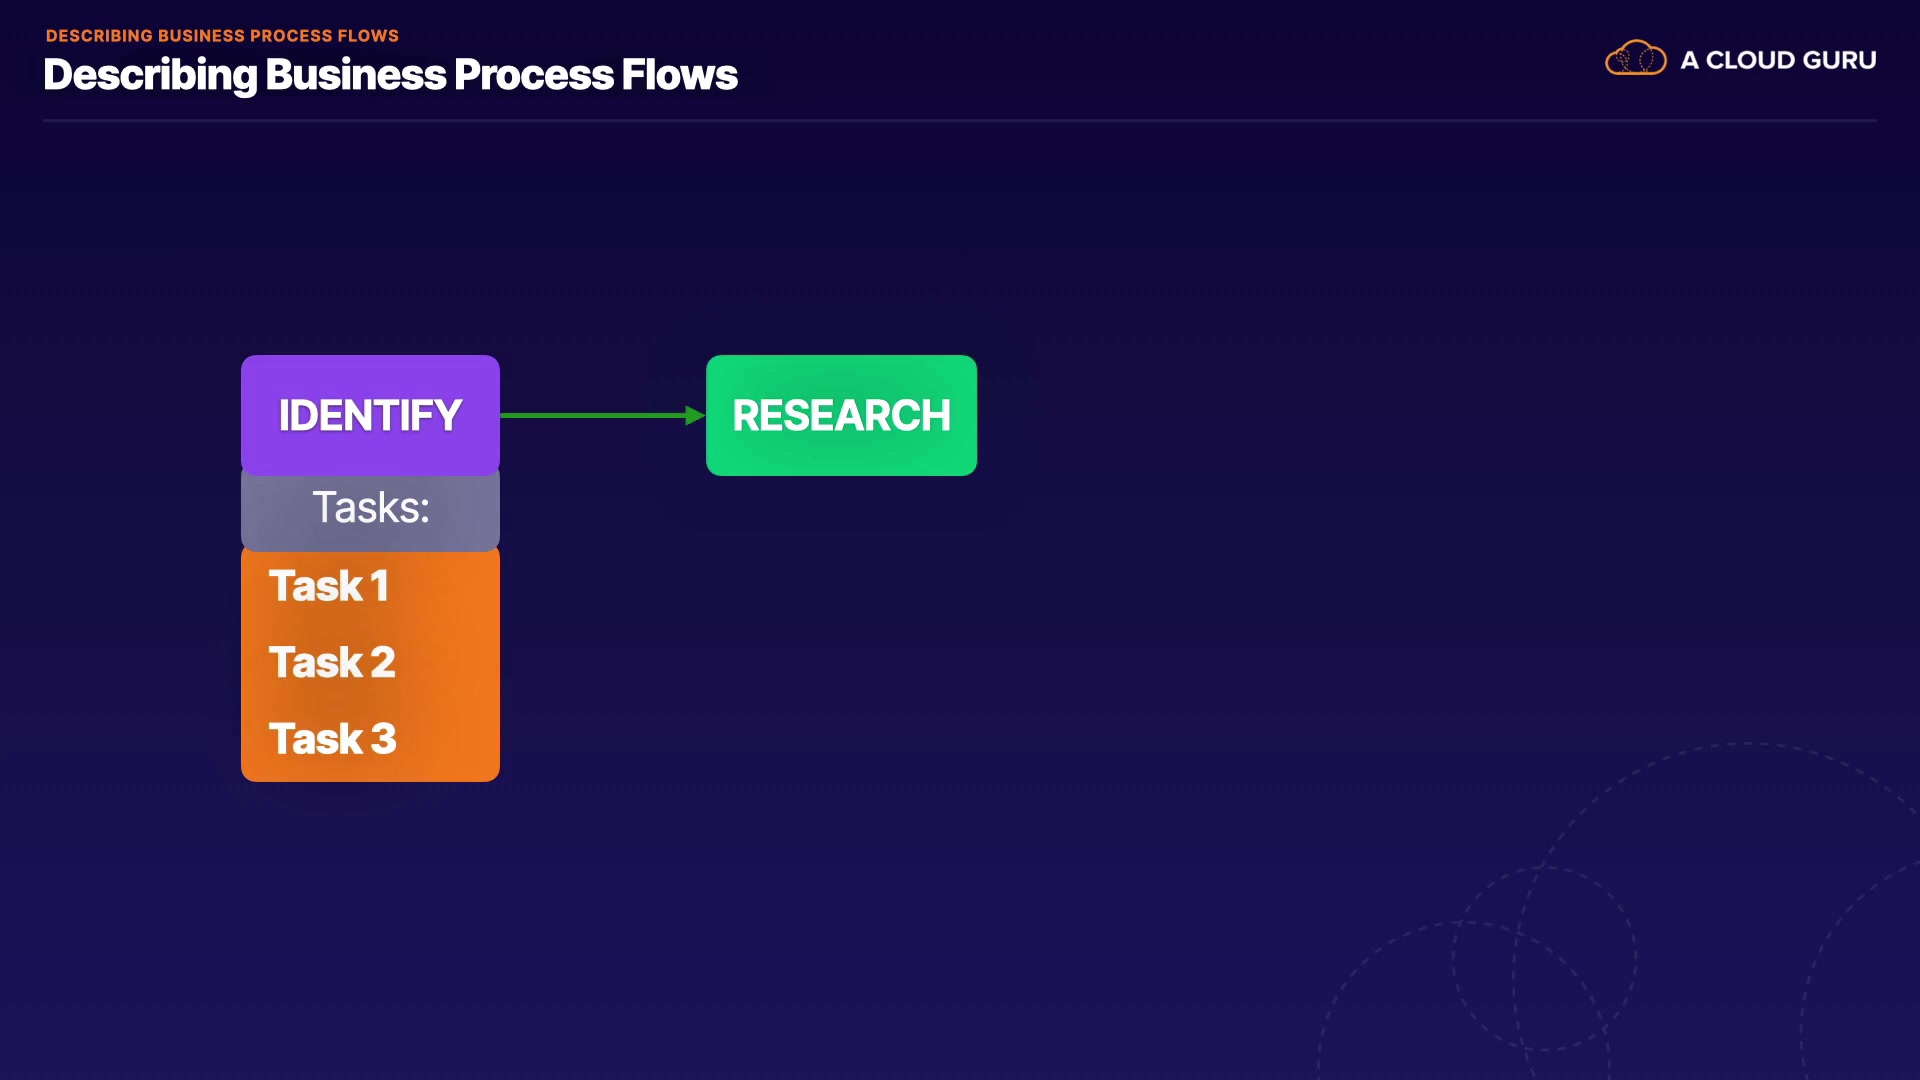 DESCRIBING BUSINESS PROCESS FLOWS
Describing Business Process Flows
A CLOUD GURU
IDENTIFY
RESEARCH
Tasks:
Task 1
Task 2
Task 3